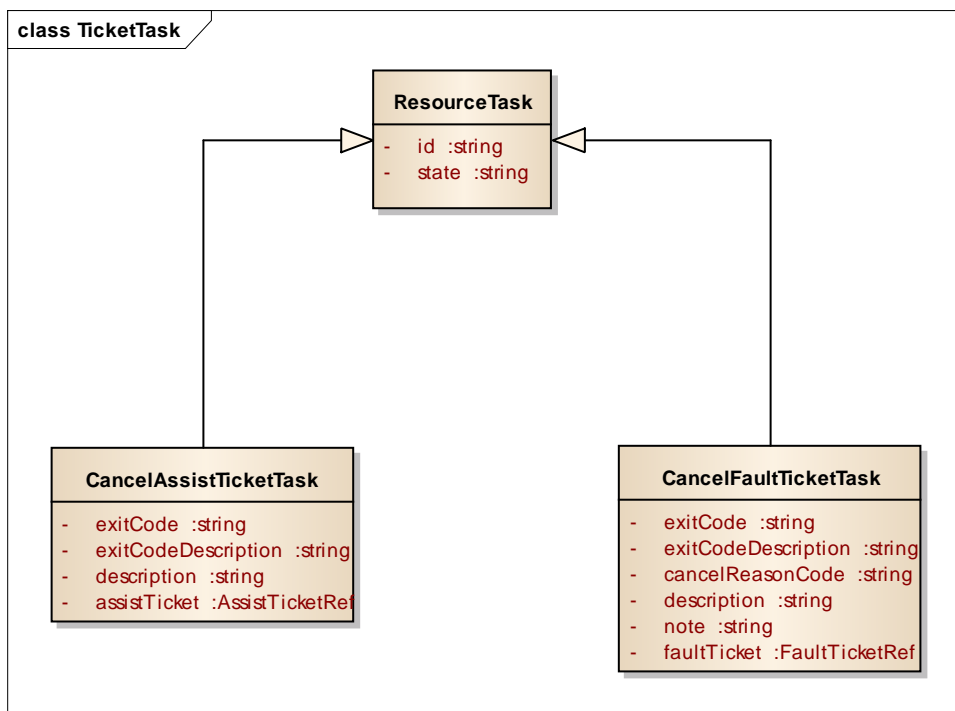 class TicketTask
ResourceTask
- id :string
- state :string
CancelAssistTicketTask
- exitCode :string
- exitCodeDescription :string
- description :string
- assistTicket :AssistTicketRef
CancelFaultTicketTask
- exitCode :string
- exitCodeDescription :string
- cancelReasonCode :string
- description :string
- note :string
- faultTicket :FaultTicketRef